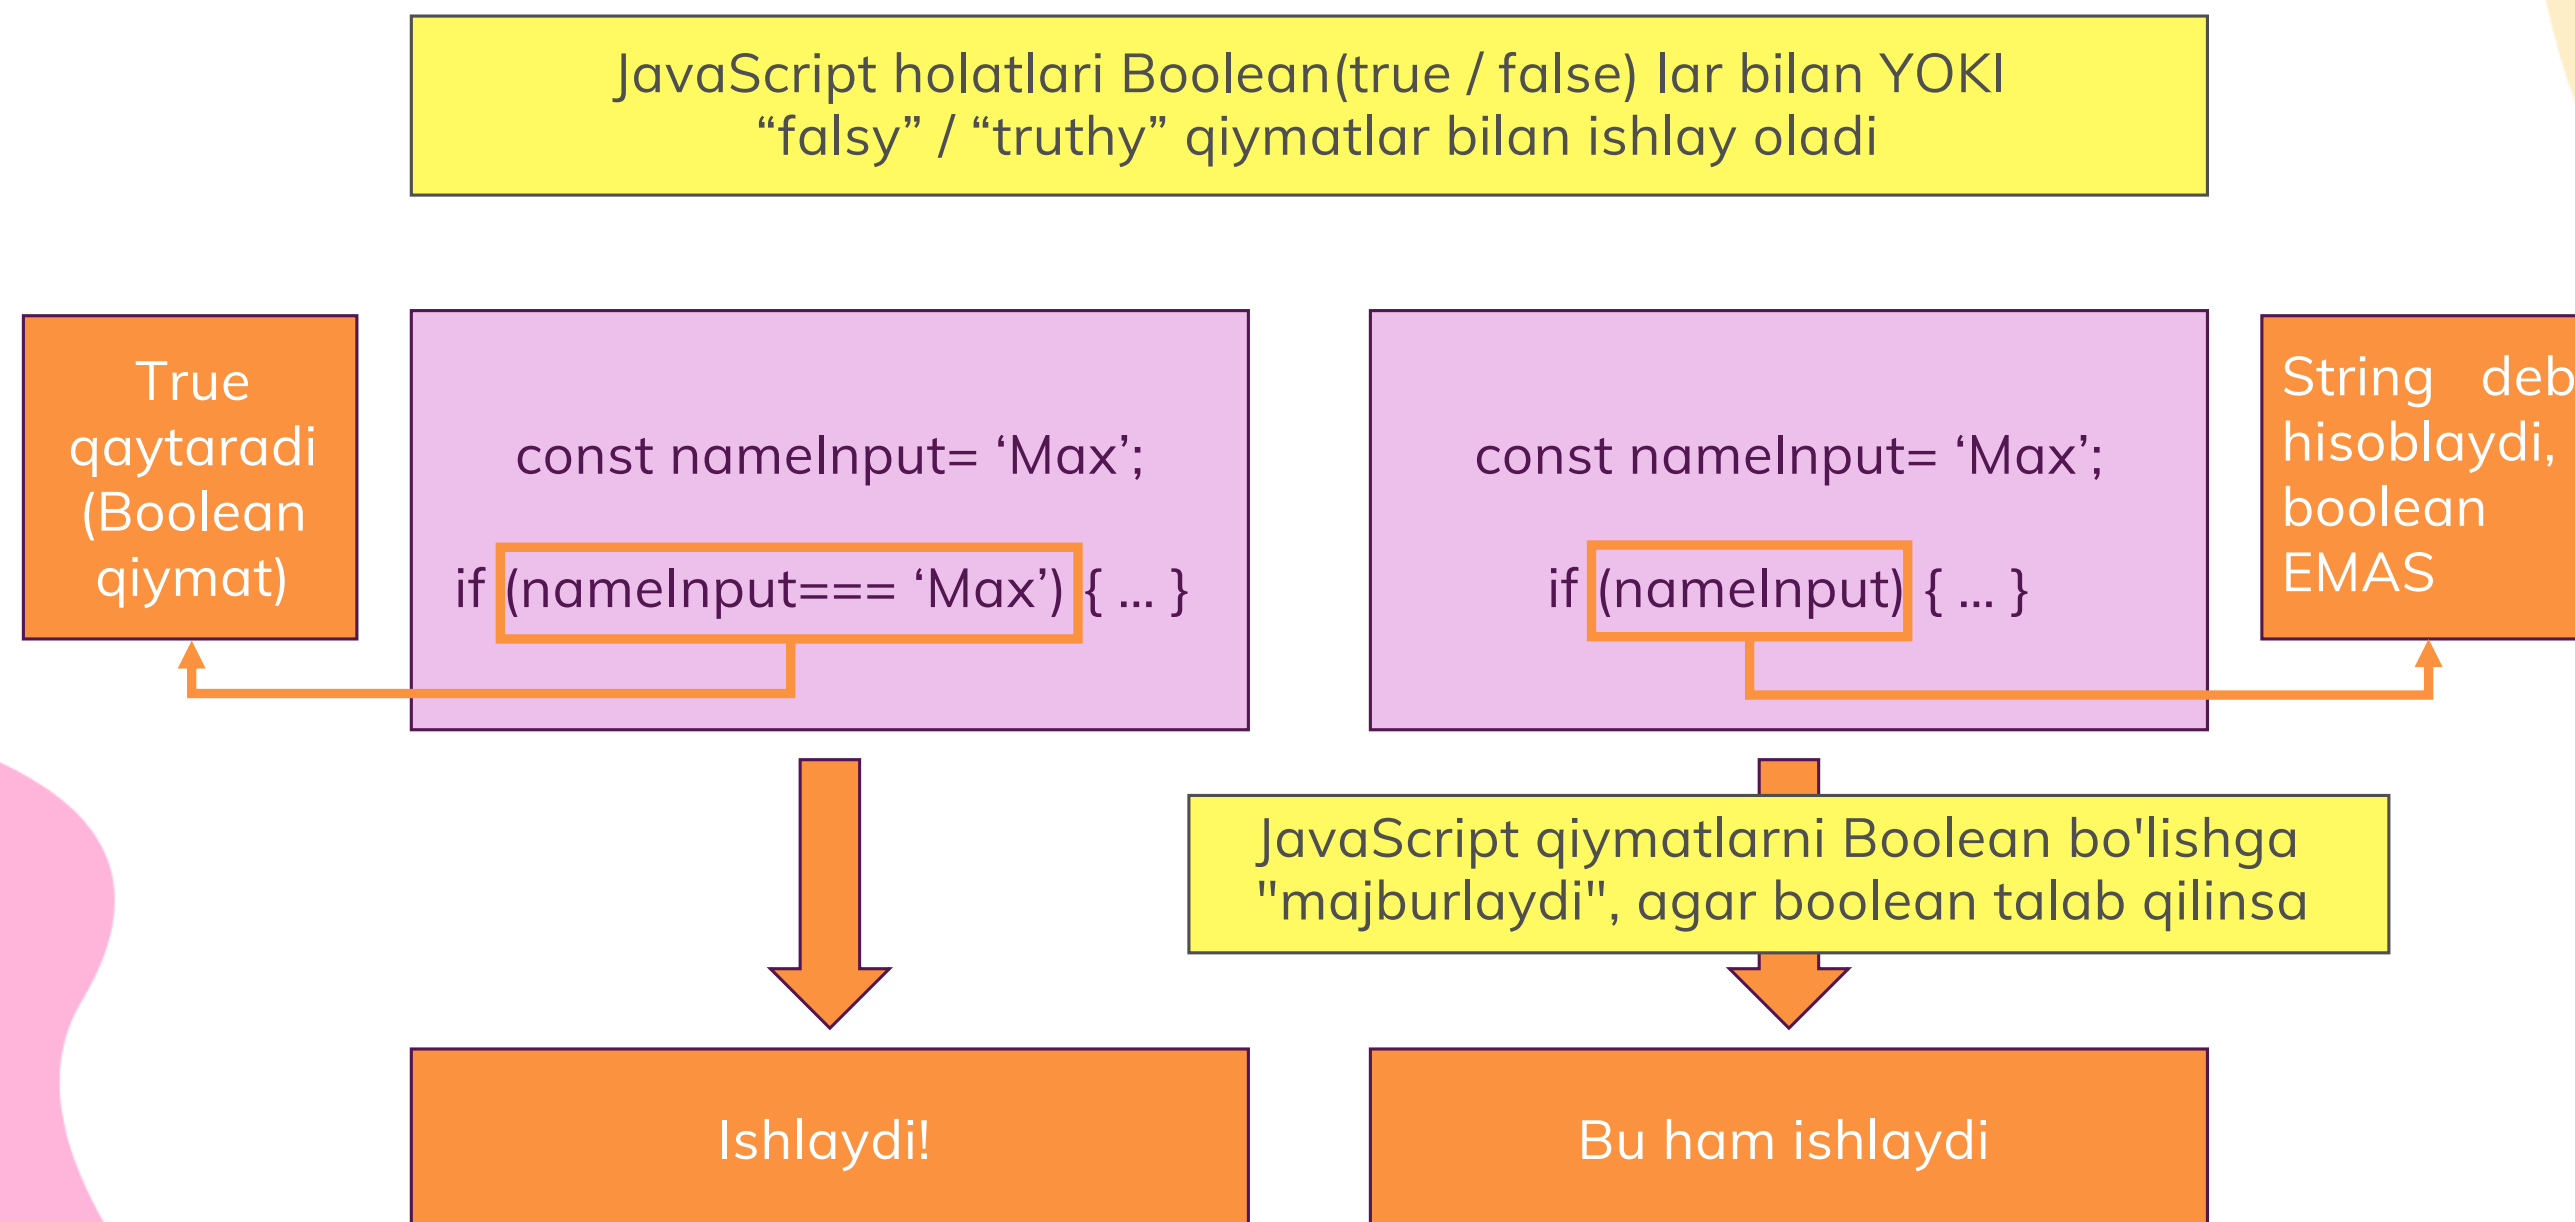 JavaScript holatlari Boolean(true / false) lar bilan YOKI
“falsy” / “truthy” qiymatlar bilan ishlay oladi
True
qaytaradi
(Boolean
qiymat)
const nameInput= ‘Max’;
if (nameInput=== ‘Max’) { ... }
const nameInput= ‘Max’;
if (nameInput) { ... }
String deb
hisoblaydi,
boolean
EMAS
JavaScript qiymatlarni Boolean bo'lishga
"majburlaydi", agar boolean talab qilinsa
Ishlaydi!
Bu ham ishlaydi